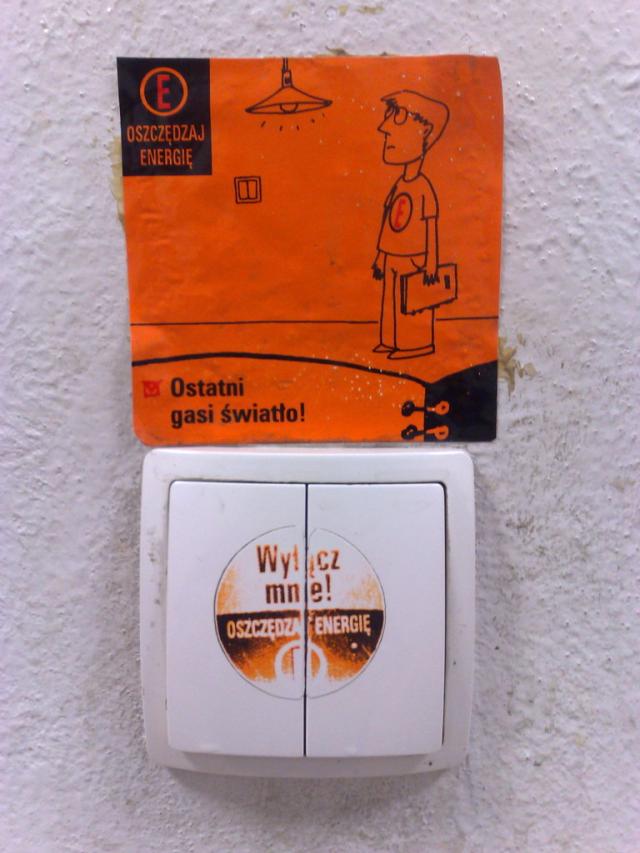 E
OSZCZĘDZAJ
ENERGIĘ
E
Ostatni
gasi światło!
Wyłącz
mnie!
OSZCZĘDZAJ ENERGIĘ